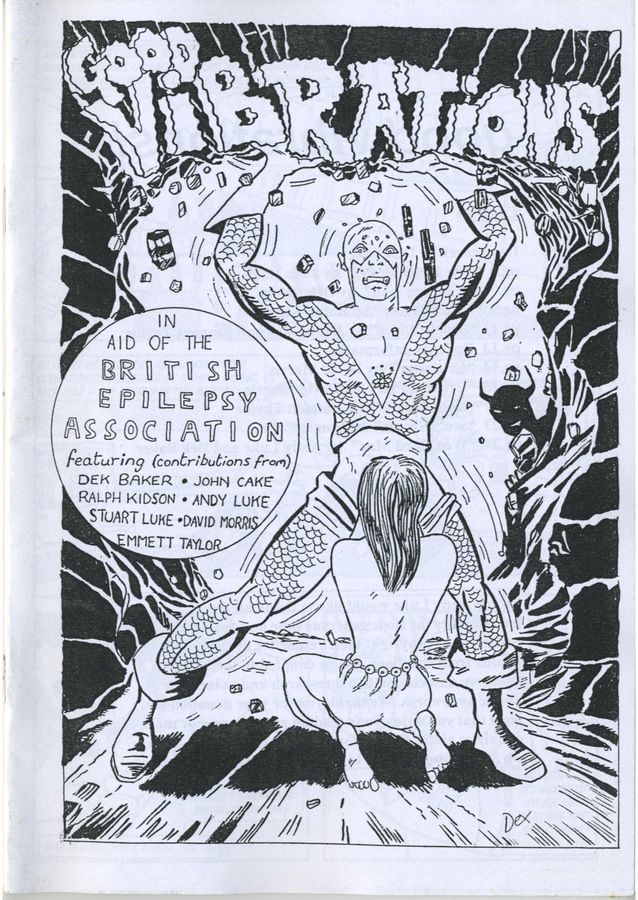 GOOD
VIBRATIONS
IN
AID OF THE
BRITISH
EPILEPSY
ASSOCIATION
featuring (contributions from)
DEK BAKER • JOHN CAKE
RALPH KIDSON • ANDY LUKE
STUART LUKE • DAVID MORRIS
EMMETT TAYLOR
Dex